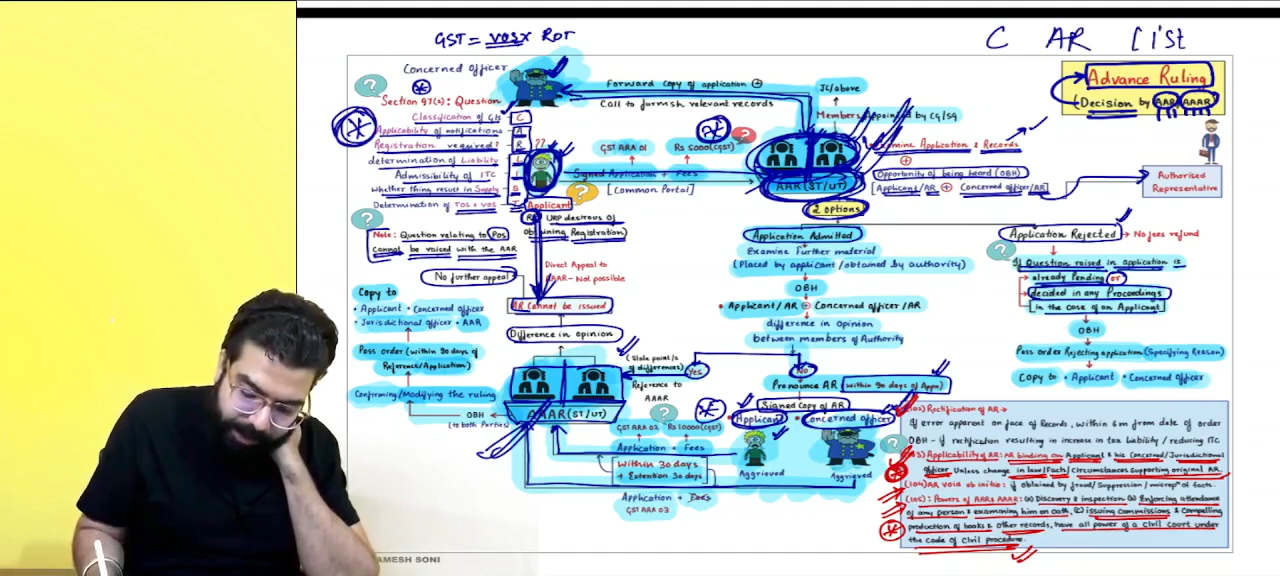 GST = VOSX ROT
C AR List
Concerned officer
Section 97(2): Question
Classification of G/S C
Applicability of notifications A
Registration required? R
determination of Liability L
Admissibility of ITC I
Whether thing result in Supply S
Determination of TOS & VOS T
Note: Question relating to POS
cannot be raised with the AAR
Forward Copy of application
Call to furnish relevant records
??
GST ARA 01
Rs 5000 (CGST)
Signed Application + Fees
[Common Portal]
Applicant
URP desirous of
obtaining Registration
JC/above
Members Appointed by CG/SG
AAR (ST/UT)
2 options
Advance Ruling
(Decision by AAR, AAAR)
Examine Application & Records
Opportunity of being heard (OBH)
Applicant/AR + Concerned officer/AR
Authorised
Representative
Application Admitted
Examine Further material
(Placed by applicant/obtained by authority)
OBH
Applicant/AR + Concerned officer/AR
difference in Opinion
between members of Authority
Yes
No
Pronounce AR within 90 days of Appn
Signed Copy of AR
Applicant
Concerned officer
Aggrieved
Aggrieved
Application Rejected → No fees refund
If Question raised in application is
already Pending or
decided in any Proceedings
in the case of an Applicant
OBH
Pass order Rejecting application (Specifying Reason)
Copy to • Applicant • Concerned officer
Direct Appeal to
AAAR - Not possible
No further appeal
AR Cannot be issued
Difference in opinion
(State point/s
of differences)
Reference to
AAAR
AAAR (ST/UT)
OBH
(to both Parties)
Copy to
• Applicant • Concerned officer
• Jurisdictional officer • AAR
Pass order (within 90 days of
Reference/Application)
Confirming/Modifying the ruling
GST ARA 02
Rs 10000 (CGST)
Application + Fees
Within 30 days
+ Extention 30 days
Application + Fees
GST ARA 03
(102) Rectification of AR →
If error apparent on face of Records, within 6m from date of order
OBH - if rectification resulting in increase in tax liability/reducing ITC
(103) Applicability of AR: AR binding on Applicant & his Concerned/Jurisdictional
officer Unless change in law/Facts/circumstances supporting original AR.
(104) AR void ab initio: if obtained by fraud/Suppression/misrepn of facts.
(105): Powers of AAR & AAAR: (a) Discovery & inspection (b) Enforcing attendance
of any person & examining him on oath, (c) issuing commissions & compelling
production of books & other records, have all power of a civil court under
the code of civil procedure.
AMESH SONI